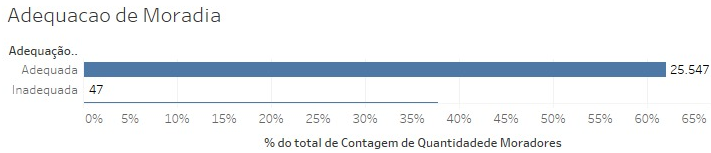 Adequacao de Moradia
Adequação..
Adequada 25.547
Inadequada 47
0% 5% 10% 15% 20% 25% 30% 35% 40% 45% 50% 55% 60% 65%
% do total de Contagem de Quantidadede Moradores